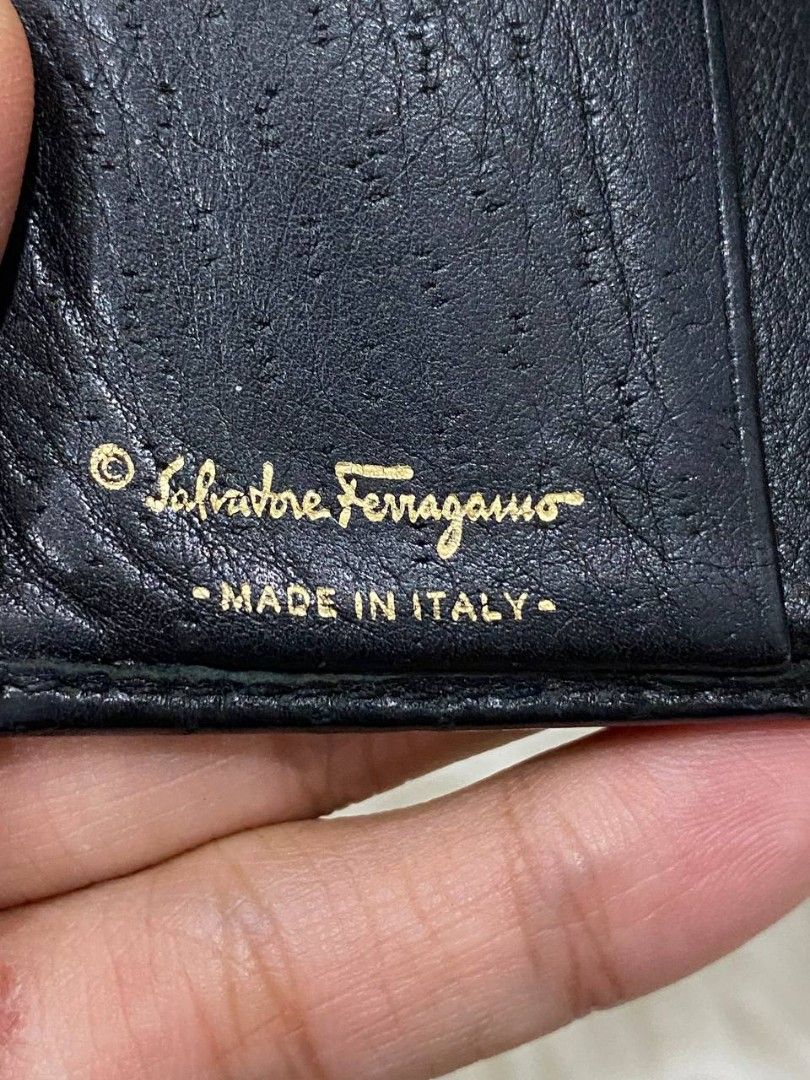 © Salvatore Ferragamo
-MADE IN ITALY-